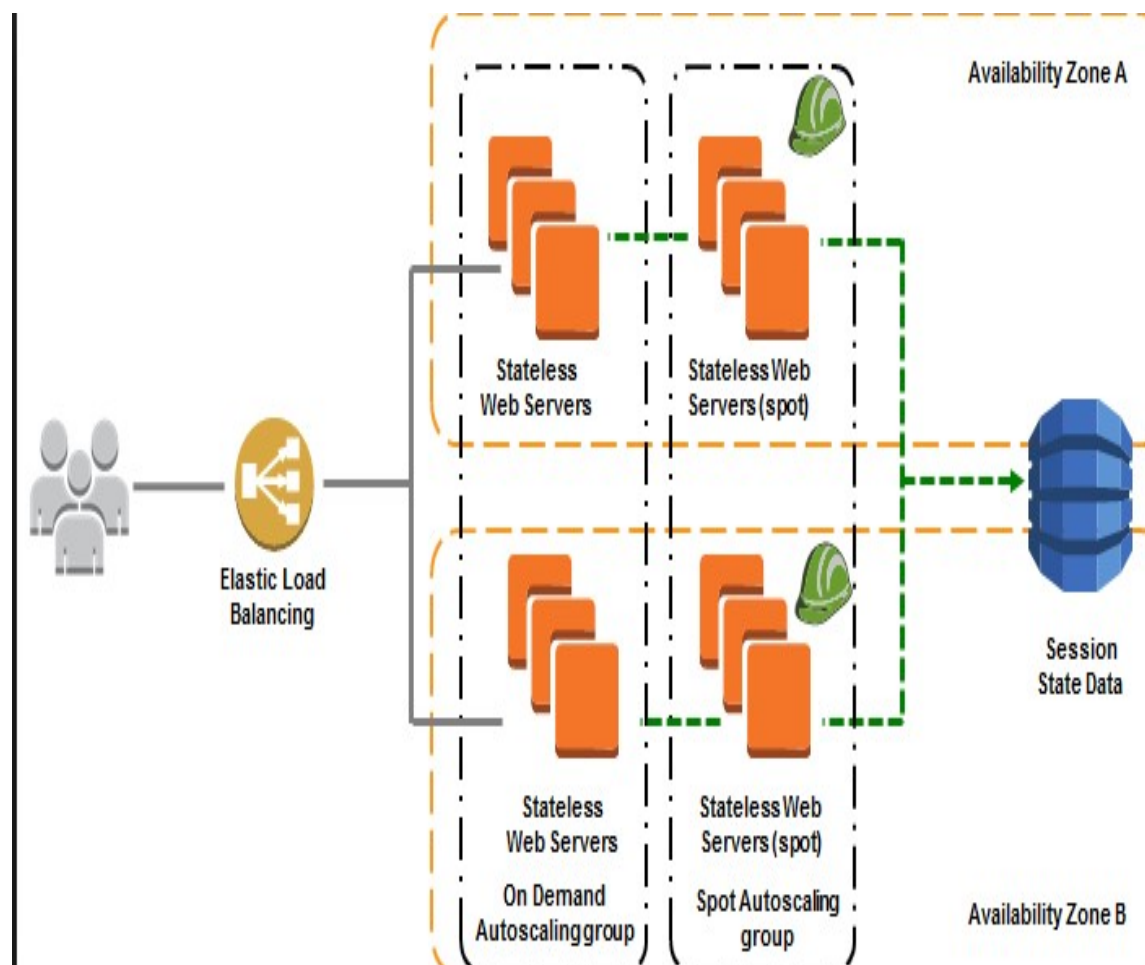 Availability Zone A
Stateless
Web Servers
Stateless Web
Servers (spot)
Elastic Load
Balancing
Session
State Data
Stateless
Web Servers
Stateless Web
Servers (spot)
On Demand
Autoscaling group
Spot Autoscaling
group
Availability Zone B